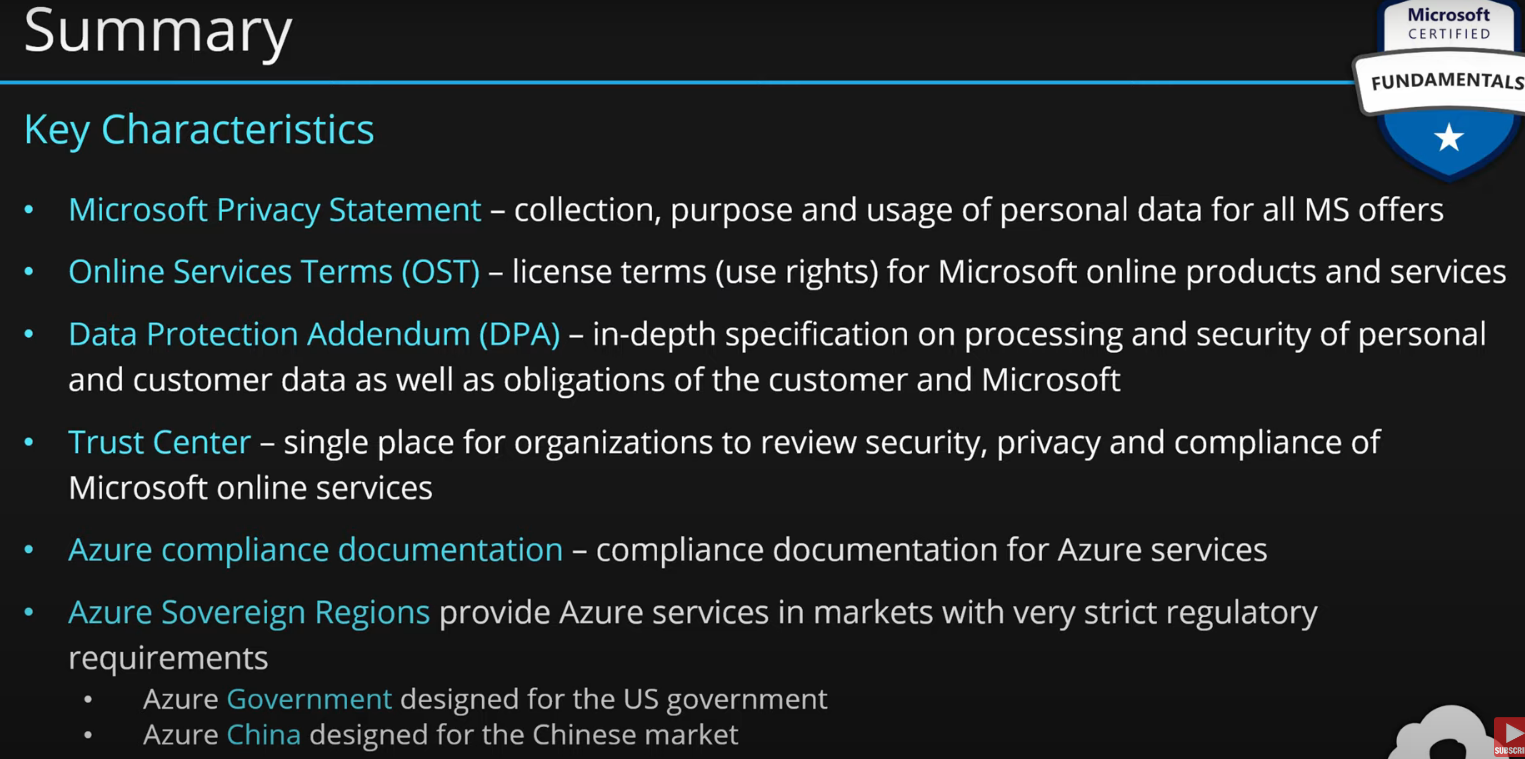 Summary
Microsoft
CERTIFIED
FUNDAMENTALS
Key Characteristics
• Microsoft Privacy Statement – collection, purpose and usage of personal data for all MS offers
• Online Services Terms (OST) – license terms (use rights) for Microsoft online products and services
• Data Protection Addendum (DPA) – in-depth specification on processing and security of personal
and customer data as well as obligations of the customer and Microsoft
• Trust Center – single place for organizations to review security, privacy and compliance of
Microsoft online services
• Azure compliance documentation – compliance documentation for Azure services
• Azure Sovereign Regions provide Azure services in markets with very strict regulatory
requirements
• Azure Government designed for the US government
• Azure China designed for the Chinese market
SUBSCRI